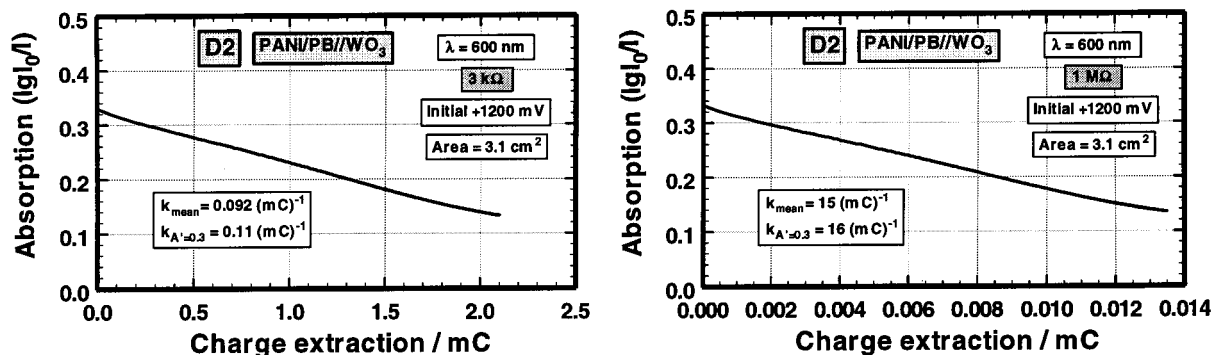 Absorption (lgI0/I)
0.5
0.4
0.3
0.2
0.1
0.0
D2 PANI/PB//WO3
λ = 600 nm
3 kΩ
Initial +1200 mV
Area = 3.1 cm2
kmean = 0.092 (mC)-1
kA'=0.3 = 0.11 (mC)-1
0.0 0.5 1.0 1.5 2.0 2.5
Charge extraction / mC
Absorption (lgI0/I)
0.5
0.4
0.3
0.2
0.1
0.0
D2 PANI/PB//WO3
λ = 600 nm
1 MΩ
Initial +1200 mV
Area = 3.1 cm2
kmean = 15 (mC)-1
kA'=0.3 = 16 (mC)-1
0.000 0.002 0.004 0.006 0.008 0.010 0.012 0.014
Charge extraction / mC